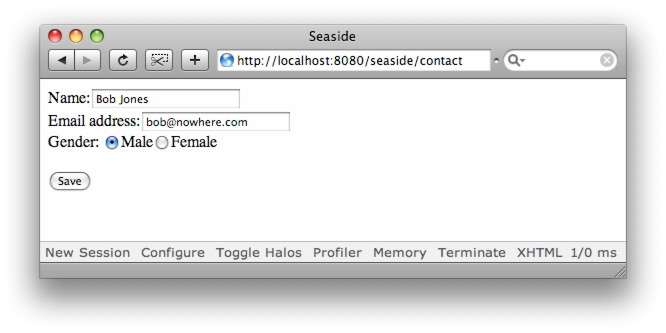 Seaside
http://localhost:8080/seaside/contact
Name: Bob Jones
Email address: bob@nowhere.com
Gender: Male Female
Save
New Session Configure Toggle Halos Profiler Memory Terminate XHTML 1/0 ms